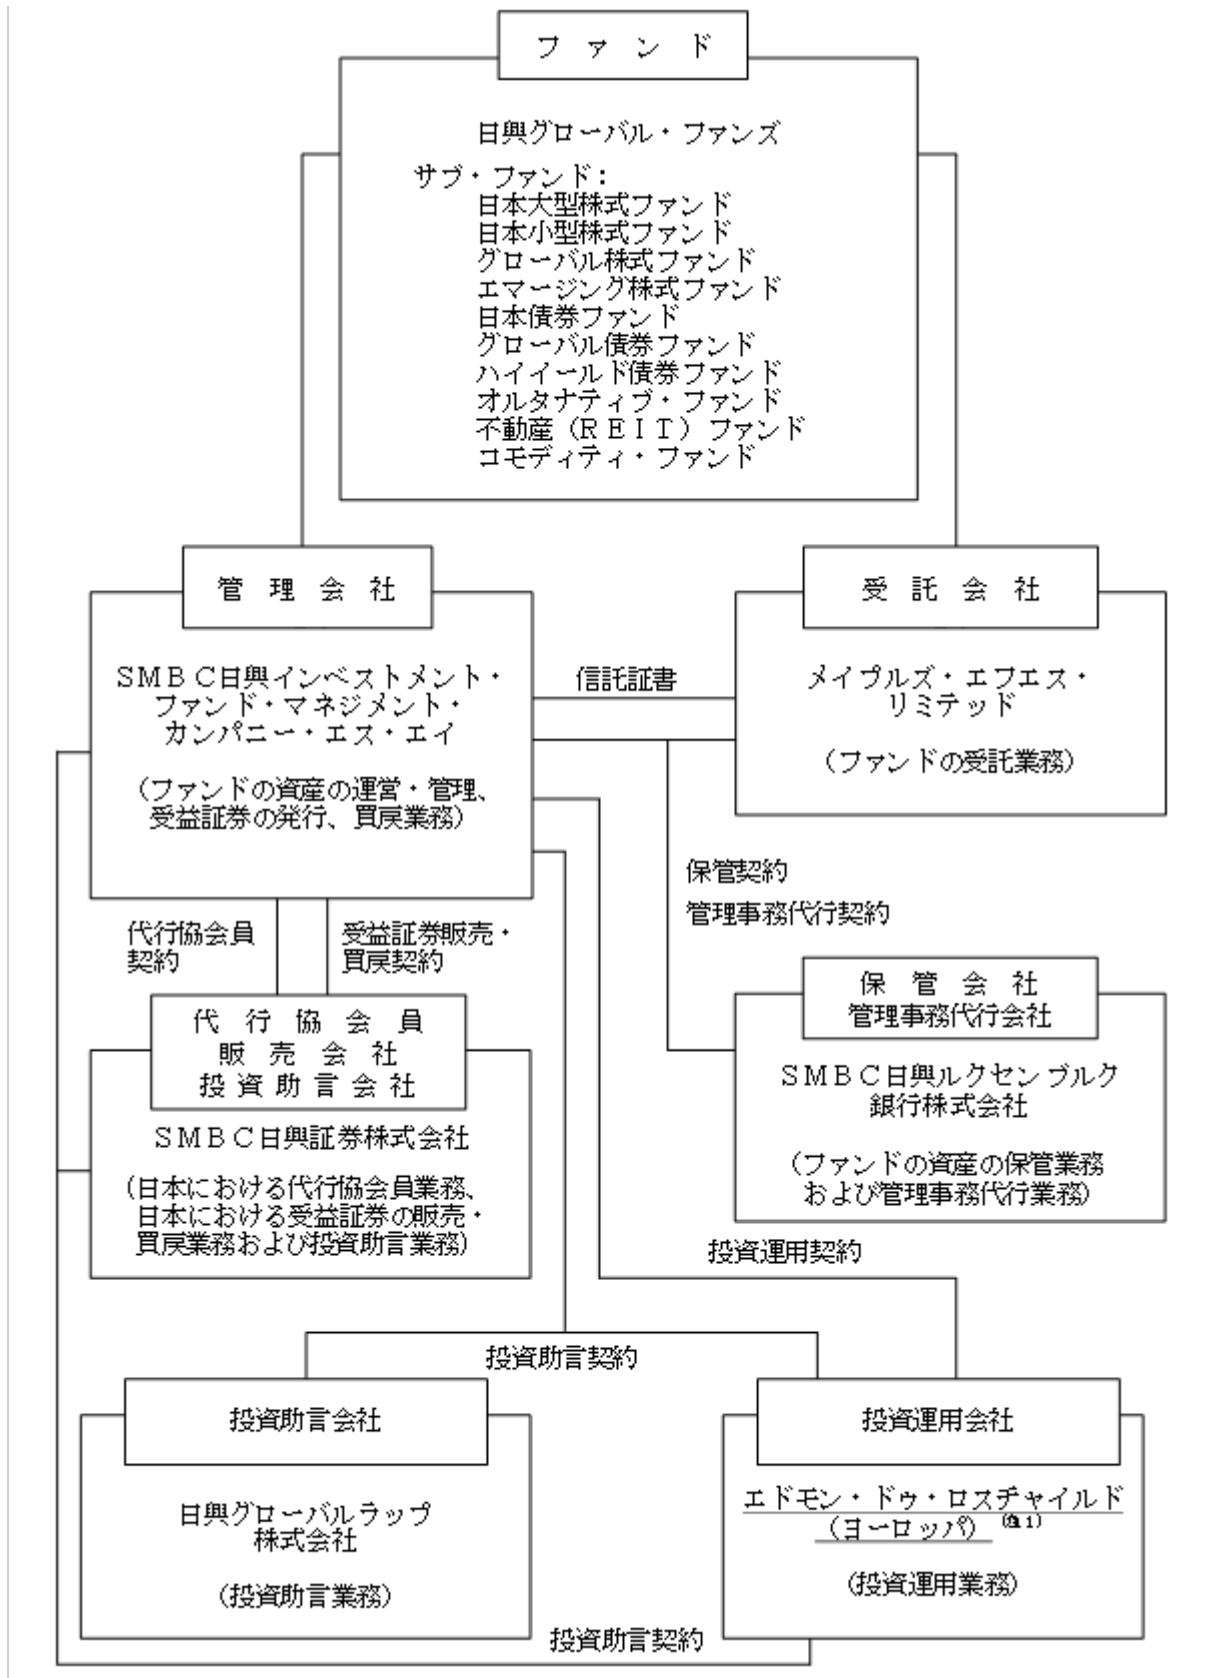 ファンド
日興グローバル・ファンズ
サブ・ファンド：
日本大型株式ファンド
日本小型株式ファンド
グローバル株式ファンド
エマージング株式ファンド
日本債券ファンド
グローバル債券ファンド
ハイイールド債券ファンド
オルタナティブ・ファンド
不動産（ＲＥＩＴ）ファンド
コモディティ・ファンド
管理会社
ＳＭＢＣ日興インベストメント・
ファンド・マネジメント・
カンパニー・エス・エイ
（ファンドの資産の運営・管理、
受益証券の発行、買戻業務）
信託証書
受託会社
メイプルズ・エフエス・
リミテッド
（ファンドの受託業務）
保管契約
管理事務代行契約
代行協会員
契約
受益証券販売・
買戻契約
代行協会員
販売会社
投資助言会社
ＳＭＢＣ日興証券株式会社
（日本における代行協会員業務、
日本における受益証券の販売・
買戻業務および投資助言業務）
保管会社
管理事務代行会社
ＳＭＢＣ日興ルクセンブルク
銀行株式会社
（ファンドの資産の保管業務
および管理事務代行業務）
投資運用契約
投資助言契約
投資助言会社
日興グローバルラップ
株式会社
（投資助言業務）
投資運用会社
エドモン・ドゥ・ロスチャイルド
（ヨーロッパ）
（投資運用業務）
投資助言契約